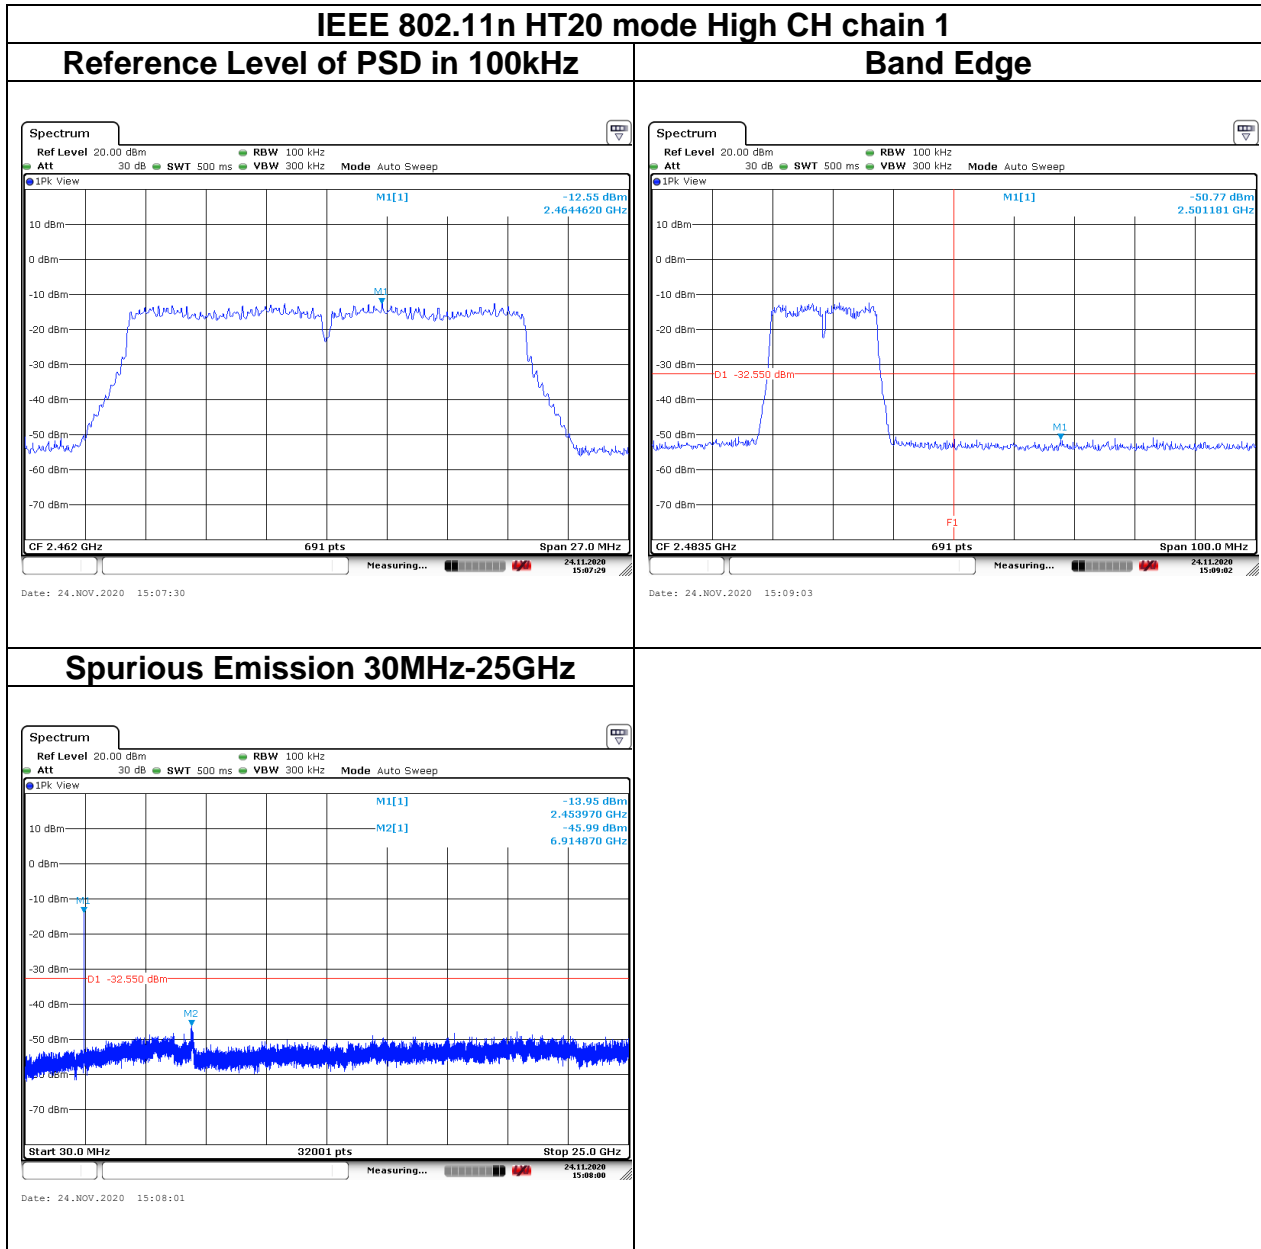 IEEE 802.11n HT20 mode High CH chain 1
Reference Level of PSD in 100kHz
Spectrum
Ref Level 20.00 dBm RBW 100 kHz
Att 30 dB SWT 500 ms VBW 300 kHz Mode Auto Sweep
1Pk View
M1[1] -12.55 dBm
2.4644620 GHz
10 dBm
0 dBm
M1
-10 dBm
-20 dBm
-30 dBm
-40 dBm
-50 dBm
-60 dBm
-70 dBm
CF 2.462 GHz 691 pts Span 27.0 MHz
Measuring... 24.11.2020
15:07:29
Date: 24.NOV.2020 15:07:30
Band Edge
Spectrum
Ref Level 20.00 dBm RBW 100 kHz
Att 30 dB SWT 500 ms VBW 300 kHz Mode Auto Sweep
1Pk View
M1[1] -50.77 dBm
2.501181 GHz
10 dBm
0 dBm
-10 dBm
-20 dBm
-30 dBm
D1 -32.550 dBm
-40 dBm
M1
-50 dBm
-60 dBm
-70 dBm
F1
CF 2.4835 GHz 691 pts Span 100.0 MHz
Measuring... 24.11.2020
15:09:02
Date: 24.NOV.2020 15:09:03
Spurious Emission 30MHz-25GHz
Spectrum
Ref Level 20.00 dBm RBW 100 kHz
Att 30 dB SWT 500 ms VBW 300 kHz Mode Auto Sweep
1Pk View
M1[1] -13.95 dBm
2.453970 GHz
10 dBm M2[1] -45.99 dBm
6.914870 GHz
0 dBm
-10 dBm M1
-20 dBm
-30 dBm
D1 -32.550 dBm
-40 dBm
M2
-50 dBm
-60 dBm
-70 dBm
Start 30.0 MHz 32001 pts Stop 25.0 GHz
Measuring... 24.11.2020
15:08:00
Date: 24.NOV.2020 15:08:01